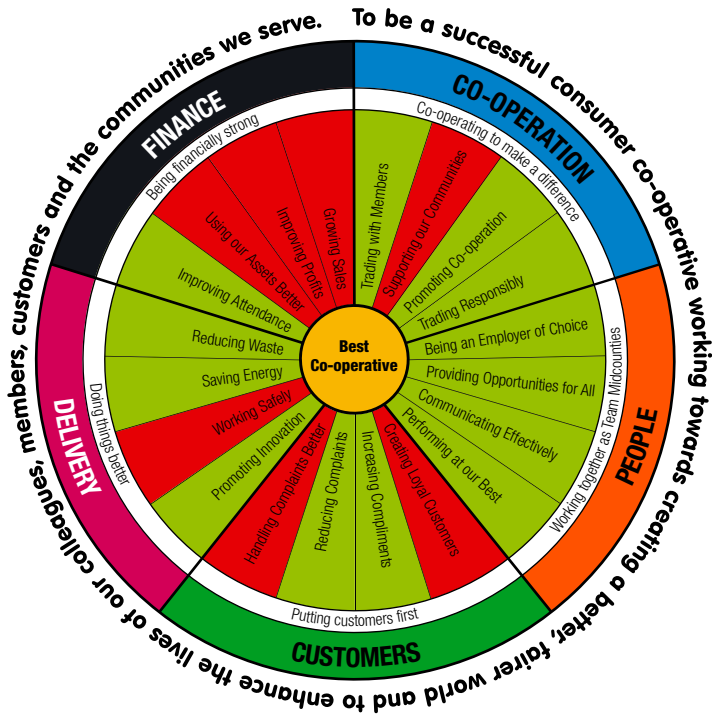 To be a successful consumer co-operative working towards creating a better, fairer world and to enhance the lives of our colleagues, members, customers and the communities we serve.
CO-OPERATION
Co-operating to make a difference
Trading with Members
Supporting our Communities
Promoting Co-operation
Trading Responsibly
PEOPLE
Working together as Team Midcounties
Being an Employer of Choice
Providing Opportunities for All
Communicating Effectively
Performing at our Best
CUSTOMERS
Putting customers first
Creating Loyal Customers
Increasing Compliments
Reducing Complaints
Handling Complaints Better
DELIVERY
Doing things better
Promoting Innovation
Working Safely
Saving Energy
Reducing Waste
FINANCE
Being financially strong
Improving Attendance
Using our Assets Better
Improving Profits
Growing Sales
Best
Co-operative